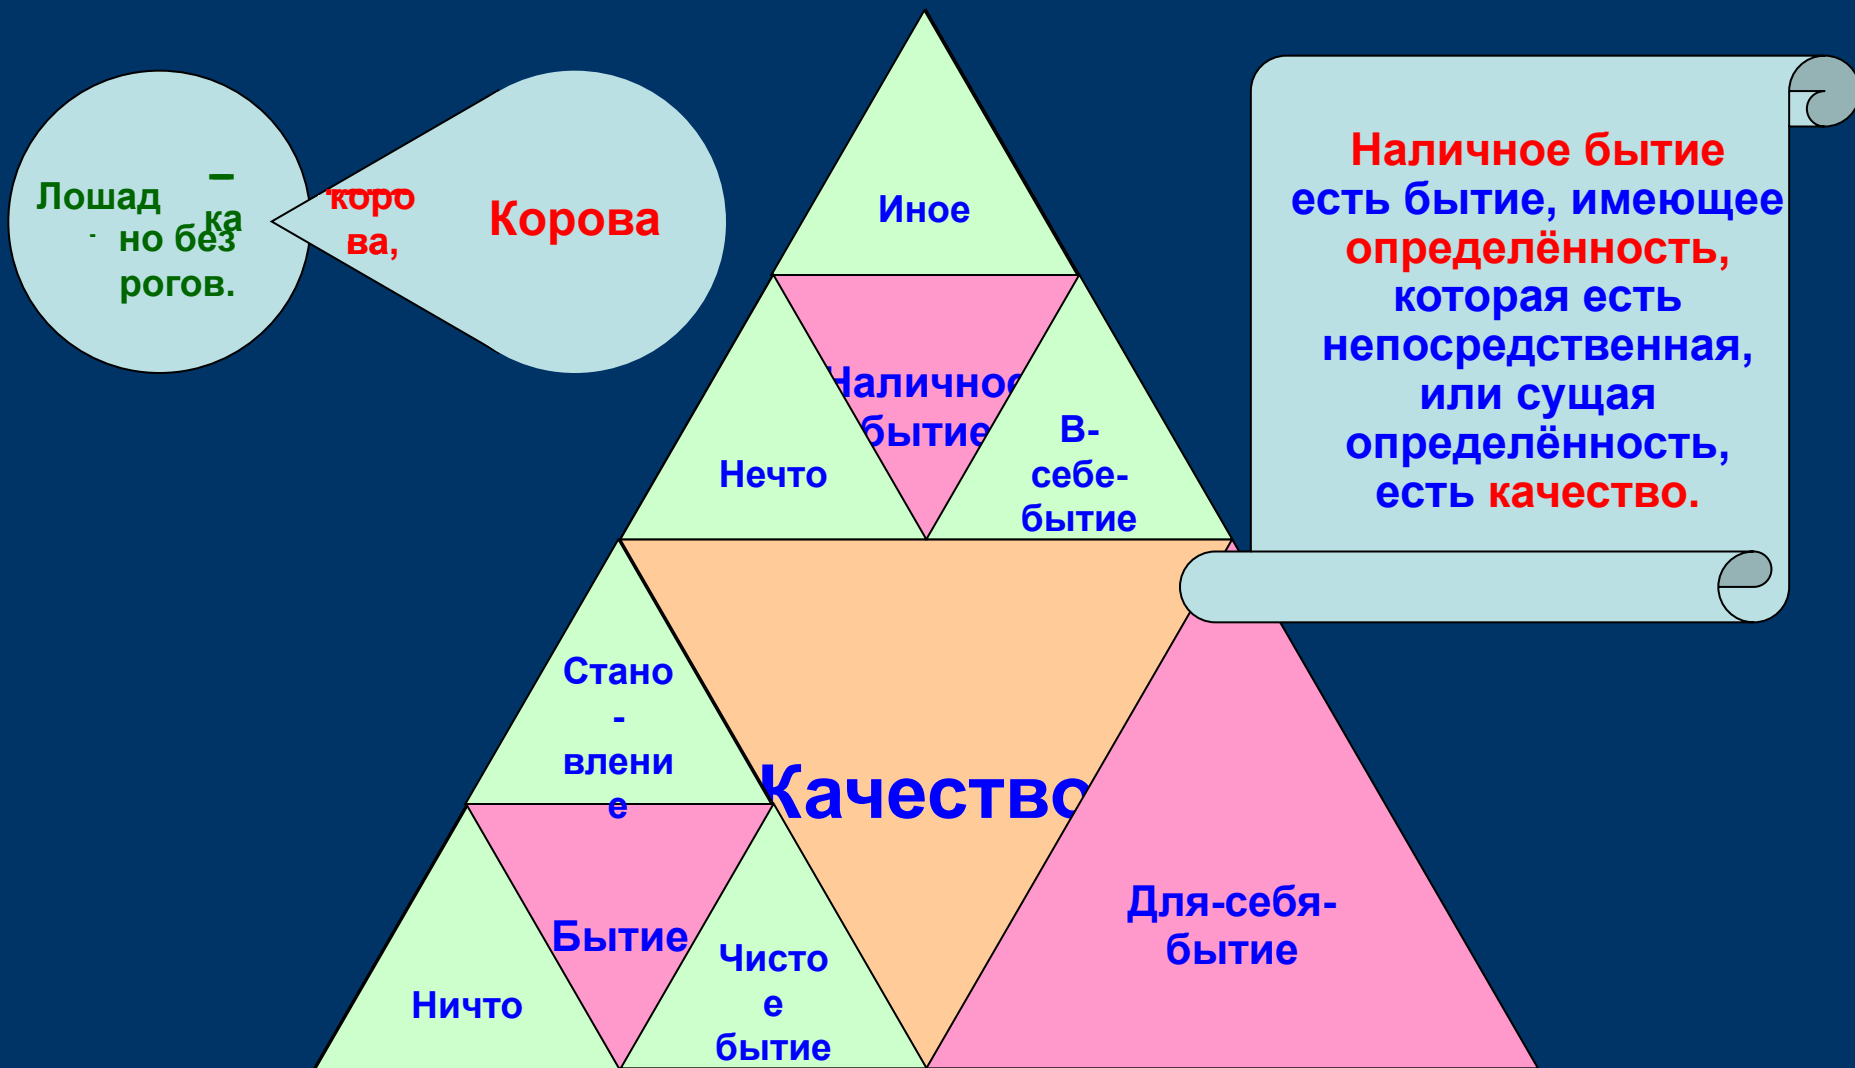 Лошад
-
–
ка
но без
рогов.
коро
ва,
Корова
Иное
Наличное
бытие
Нечто
В-
себе-
бытие
Стано
-
влени
е
Качество
Бытие
Ничто
Чисто
е
бытие
Для-себя-
бытие
Наличное бытие
есть бытие, имеющее
определённость,
которая есть
непосредственная,
или сущая
определённость,
есть качество.